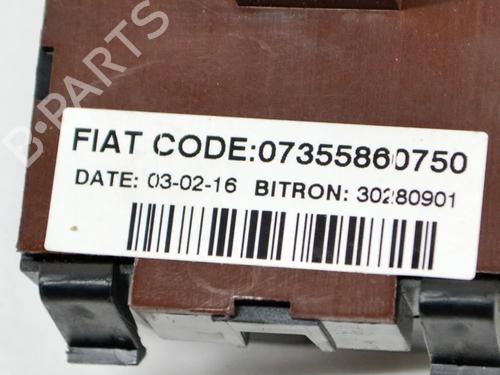 B-PARTS
FIAT CODE:07355860750
DATE: 03-02-16 BITRON: 30280901